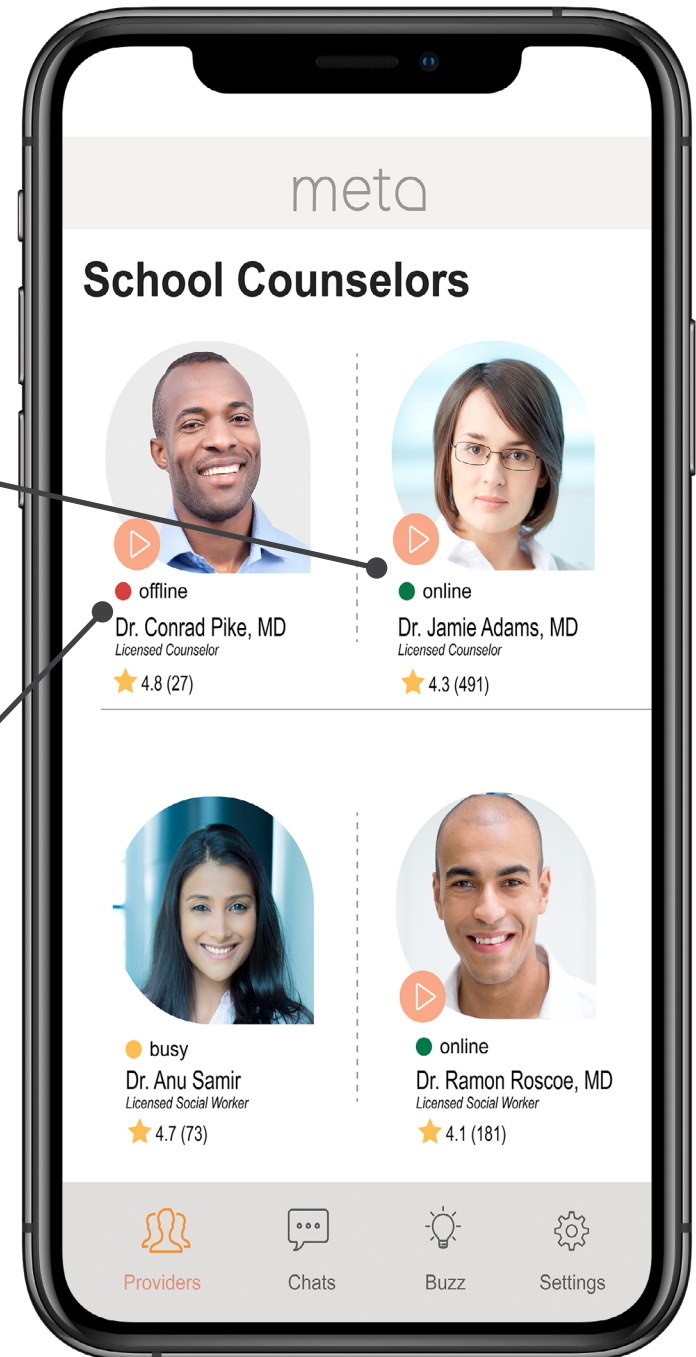 meta
School Counselors
offline
Dr. Conrad Pike, MD
Licensed Counselor
4.8 (27)
online
Dr. Jamie Adams, MD
Licensed Counselor
4.3 (491)
busy
Dr. Anu Samir
Licensed Social Worker
4.7 (73)
online
Dr. Ramon Roscoe, MD
Licensed Social Worker
4.1 (181)
Providers
Chats
Buzz
Settings